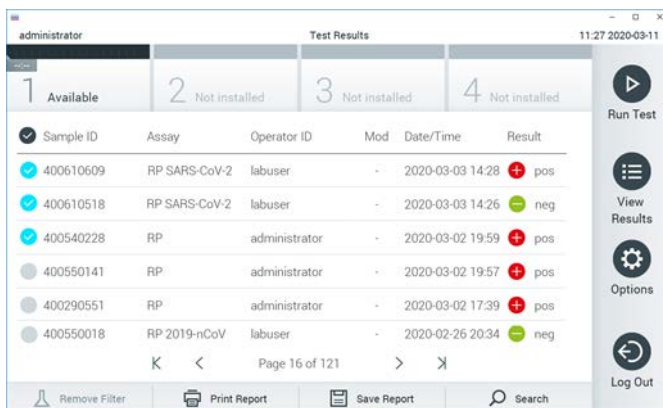 administrator Test Results 11:27 2020-03-11
--:--
1 Available 2 Not installed 3 Not installed 4 Not installed
Run Test
Sample ID Assay Operator ID Mod Date/Time Result
400610609 RP SARS-CoV-2 labuser - 2020-03-03 14:28 pos
400610518 RP SARS-CoV-2 labuser - 2020-03-03 14:26 neg
View
Results
400540228 RP administrator - 2020-03-02 19:59 pos
400550141 RP administrator - 2020-03-02 19:57 pos
Options
400290551 RP administrator - 2020-03-02 17:39 pos
400550018 RP 2019-nCoV labuser - 2020-02-26 20:34 neg
Page 16 of 121
Log Out
Remove Filter Print Report Save Report Search